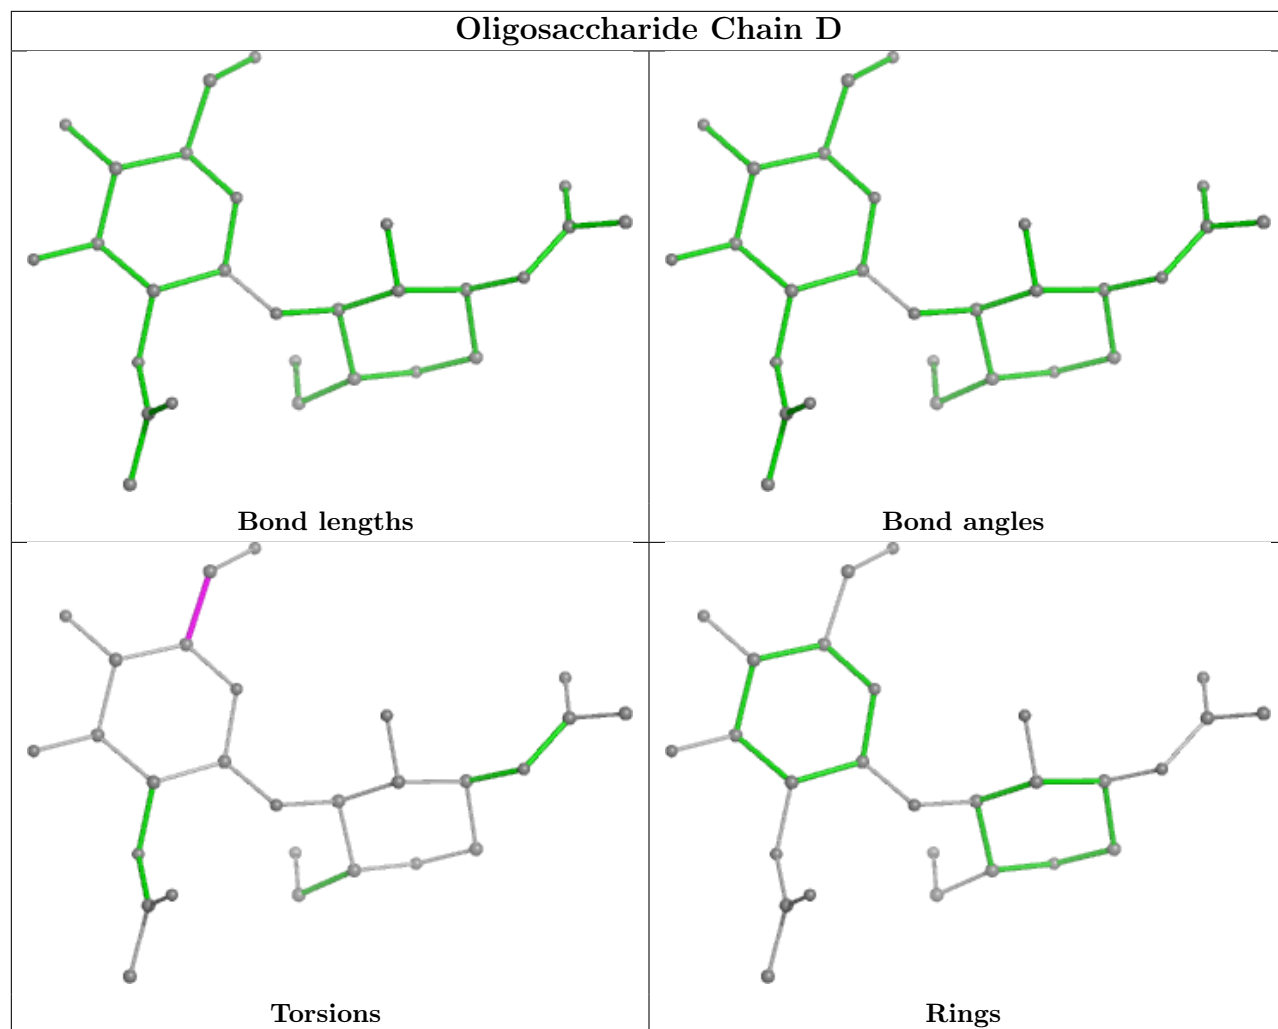 Oligosaccharide Chain D
Bond lengths
Bond angles
Torsions
Rings